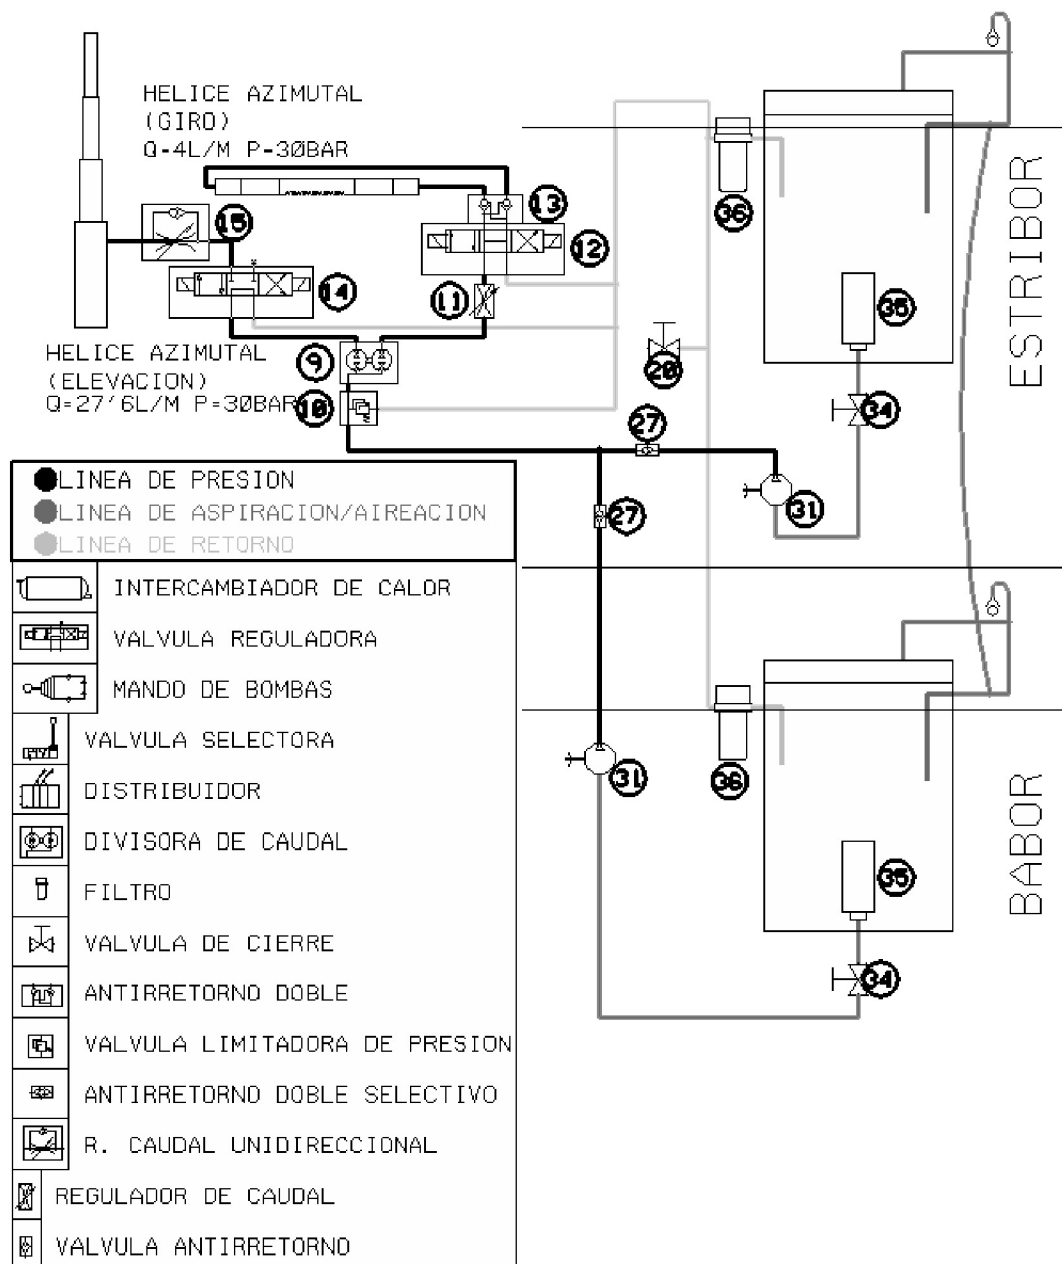 HELICE AZIMUTAL
(GIRO)
Q-4L/M P-30BAR
15
13
12
14
11
36
35
ESTRIBOR
HELICE AZIMUTAL
(ELEVACION)
Q=27'6L/M P=30BAR
9
10
20
34
27
31
27
LINEA DE PRESION
LINEA DE ASPIRACION/AIREACION
LINEA DE RETORNO
INTERCAMBIADOR DE CALOR
VALVULA REGULADORA
MANDO DE BOMBAS
VALVULA SELECTORA
DISTRIBUIDOR
DIVISORA DE CAUDAL
FILTRO
VALVULA DE CIERRE
ANTIRRETORNO DOBLE
VALVULA LIMITADORA DE PRESION
ANTIRRETORNO DOBLE SELECTIVO
R. CAUDAL UNIDIRECCIONAL
REGULADOR DE CAUDAL
VALVULA ANTIRRETORNO
31
36
35
34
BABOR